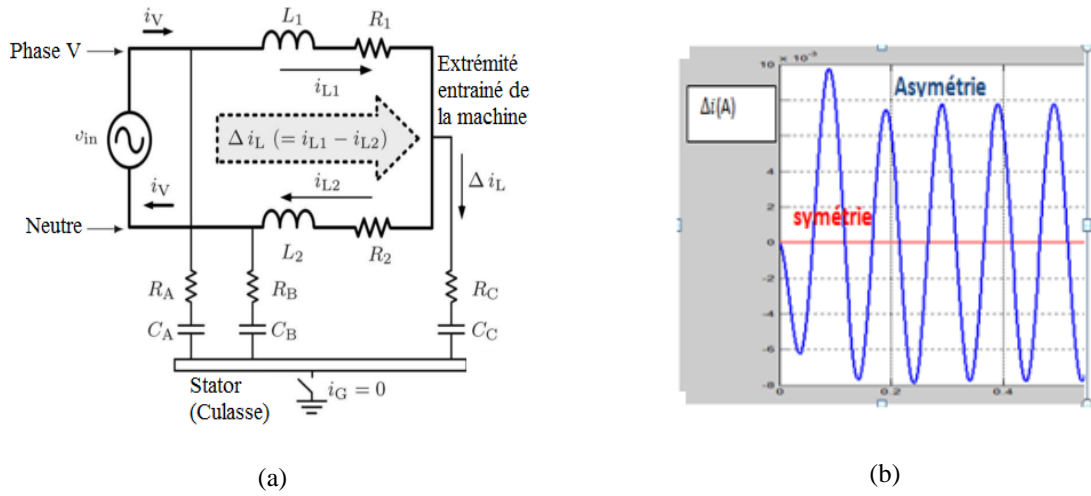 i_V
L_1
R_1
Phase V
i_L1
Extrémité
entrainé de
la machine
v_in
Δ i_L (= i_L1 − i_L2)
i_V
i_L2
Δ i_L
Neutre
L_2
R_2
R_A
R_B
R_C
C_A
C_B
C_C
Stator
(Culasse)
i_G = 0
(a)
10 × 10⁻³
Δi(A)
Asymétrie
4
2
symétrie
0
-2
-4
-6
-8
0
0.2
0.4
(b)